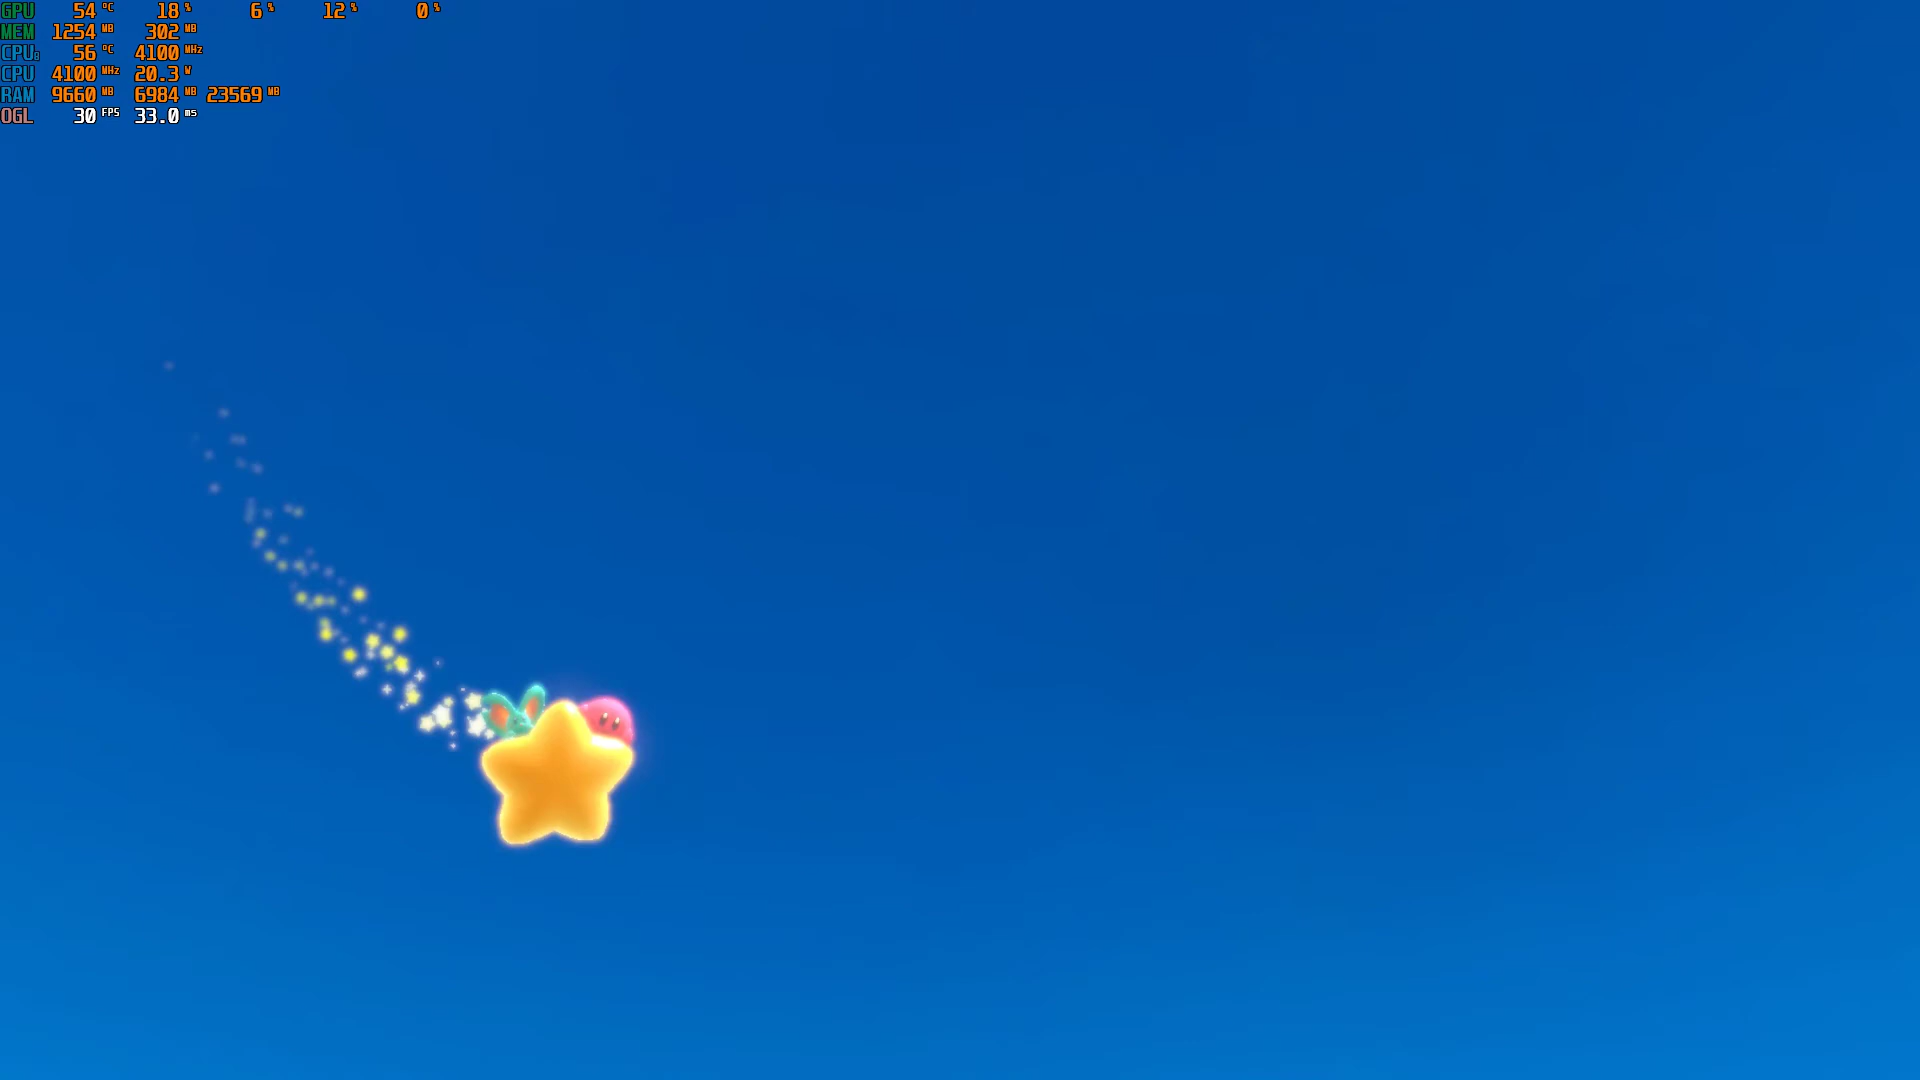 GPU 54 °C 18 % 6 % 12 % 0 %
MEM 1254 MB 302 MB
CPU 56 °C 4100 MHz
CPU 4100 MHz 20.3 W
RAM 9660 MB 6984 MB 23569 MB
OGL 30 FPS 33.0 ms